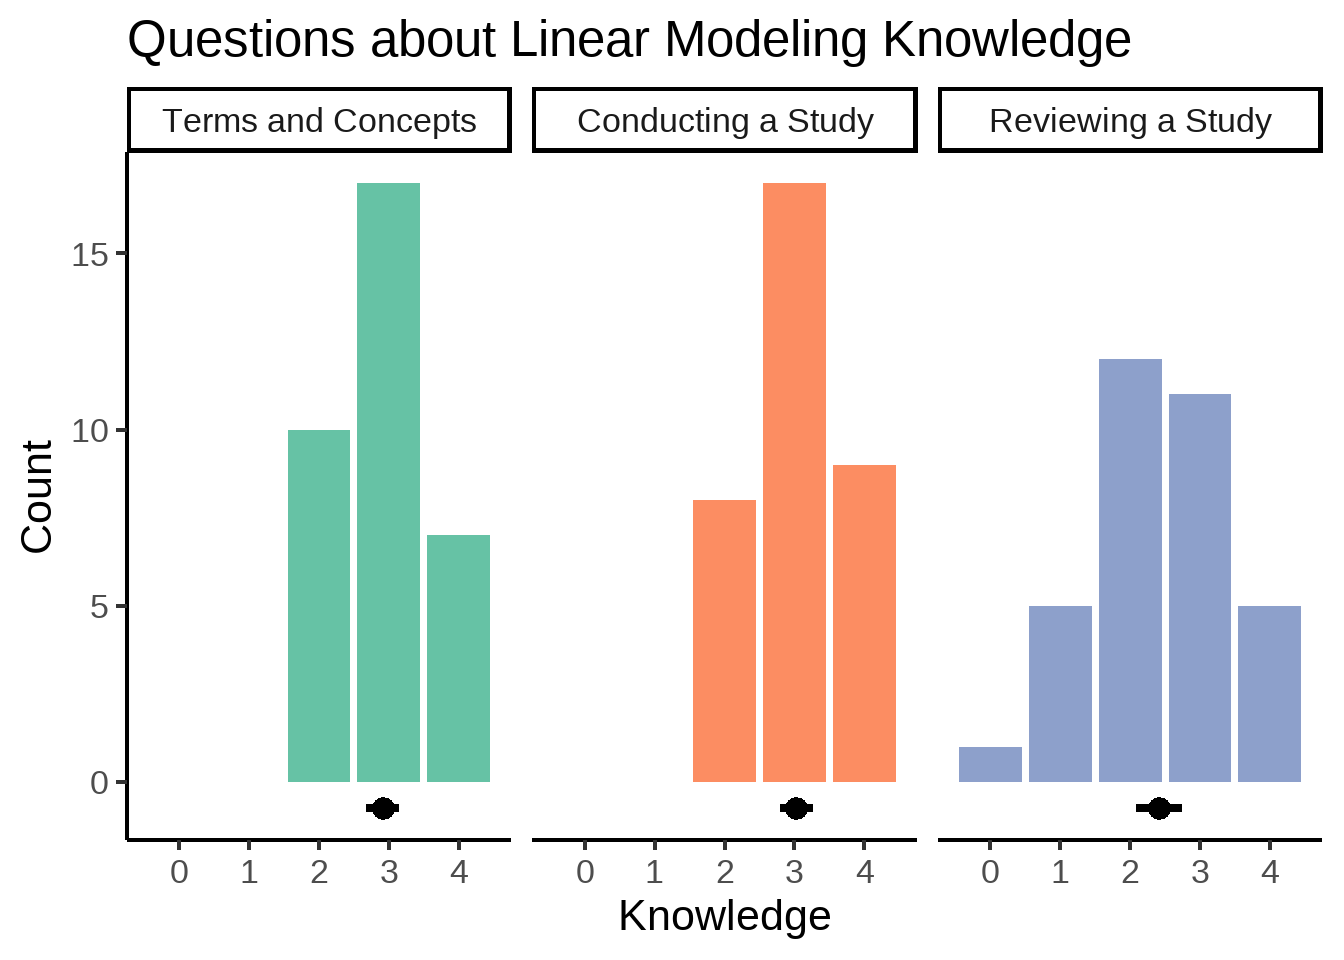 Questions about Linear Modeling Knowledge
Terms and Concepts
Conducting a Study
Reviewing a Study
Count
15
10
5
0
0 1 2 3 4
0 1 2 3 4
0 1 2 3 4
Knowledge